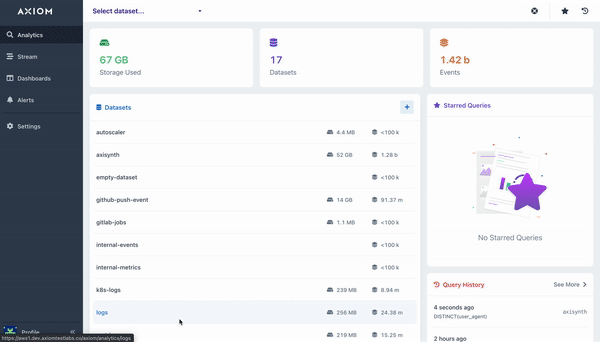 AXIOM
Select dataset...
Analytics
Stream
Dashboards
Alerts
Settings
67 GB
Storage Used
17
Datasets
1.42 b
Events
Datasets
autoscaler 4.4 MB <100 k
axisynth 52 GB 1.28 b
empty-dataset <100 k
github-push-event 14 GB 91.37 m
gitlab-jobs 1.1 MB <100 k
internal-events <100 k
internal-metrics <100 k
k8s-logs 239 MB 8.94 m
logs 256 MB 24.38 m
219 MB 15.25 m
Starred Queries
No Starred Queries
Query History
See More
4 seconds ago
DISTINCT(user_agent)
axisynth
2 hours ago
Profile
https://aws1.dev.axiomtestlabs.co/axiom/analytics/logs